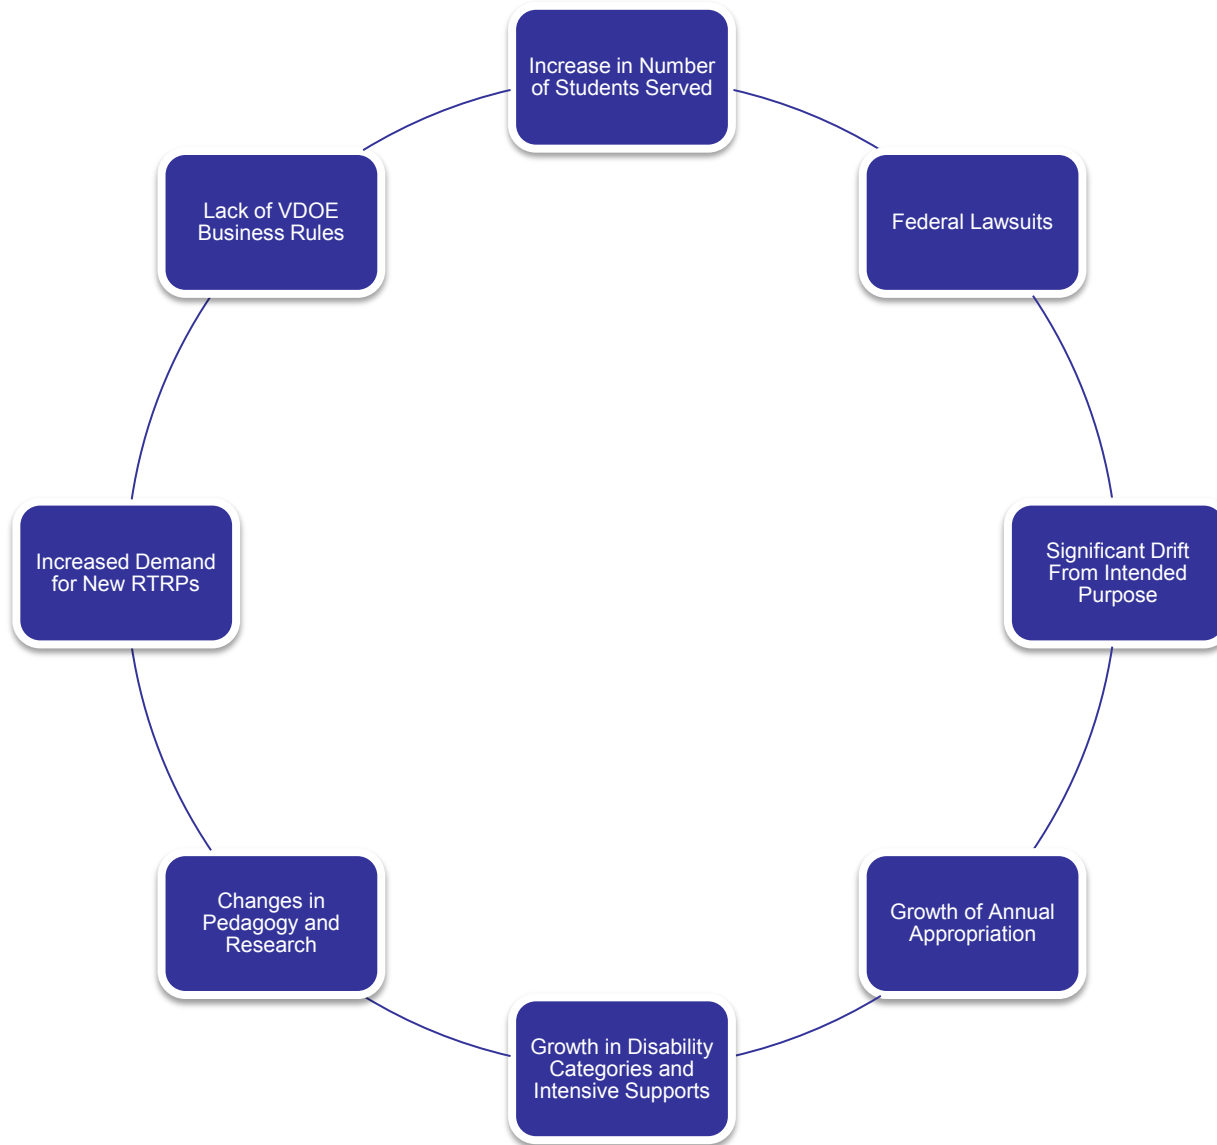 Increase in Number
of Students Served
Federal Lawsuits
Significant Drift
From Intended
Purpose
Growth of Annual
Appropriation
Growth in Disability
Categories and
Intensive Supports
Changes in
Pedagogy and
Research
Increased Demand
for New RTRPs
Lack of VDOE
Business Rules